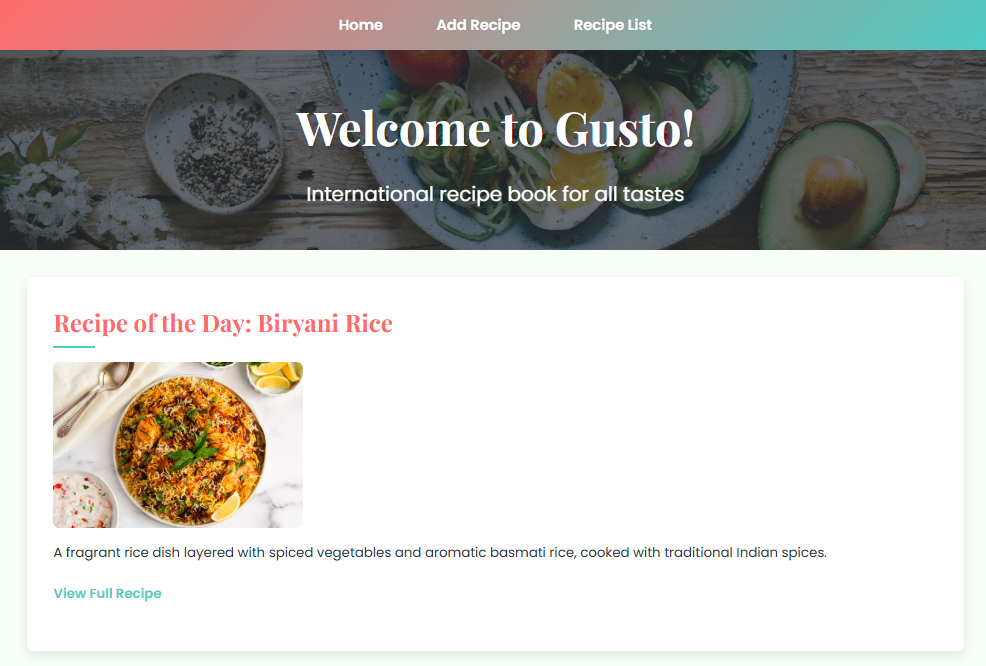 Home Add Recipe Recipe List
Welcome to Gusto!
International recipe book for all tastes
Recipe of the Day: Biryani Rice
A fragrant rice dish layered with spiced vegetables and aromatic basmati rice, cooked with traditional Indian spices.
View Full Recipe